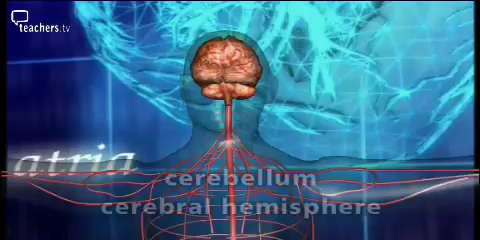 teachers.tv
atria
cerebellum
cerebral hemisphere